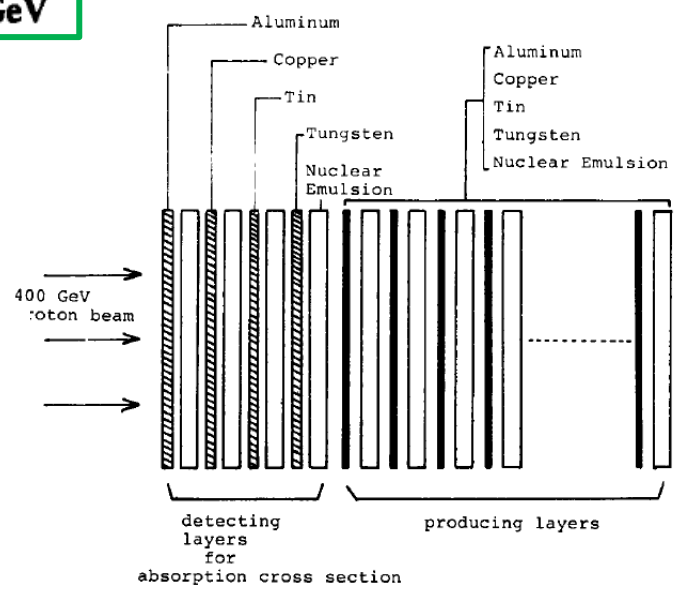 GeV
Aluminum
Copper
Tin
Tungsten
Nuclear
Emulsion
Aluminum
Copper
Tin
Tungsten
Nuclear Emulsion
400 GeV
roton beam
detecting
layers
for
absorption cross section
producing layers